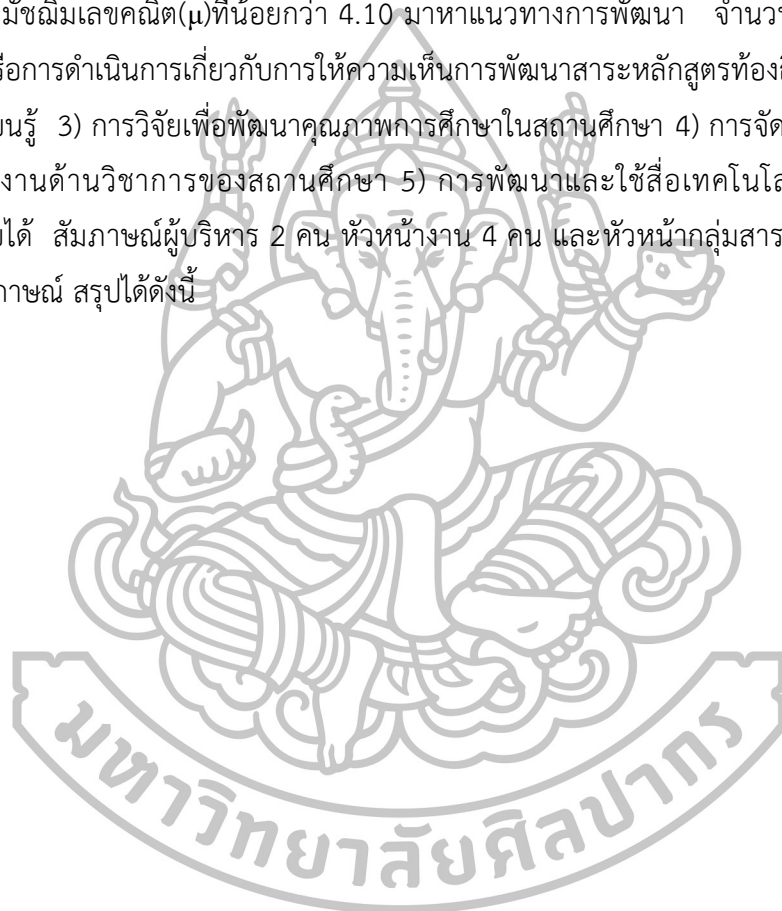 มัชฌิมเลขคณิต(μ)ที่น้อยกว่า 4.10 มาหาแนวทางการพัฒนา จำนว
รือการดำเนินการเกี่ยวกับการให้ความเห็นการพัฒนาสาระหลักสูตรท้องถิ
ยนรู้ 3) การวิจัยเพื่อพัฒนาคุณภาพการศึกษาในสถานศึกษา 4) การจัด
งานด้านวิชาการของสถานศึกษา 5) การพัฒนาและใช้สื่อเทคโนโล
ได้ สัมภาษณ์ผู้บริหาร 2 คน หัวหน้างาน 4 คน และหัวหน้ากลุ่มสาร
ภาษณ์ สรุปได้ดังนี้
มหาวิทยาลัยศิลปากร